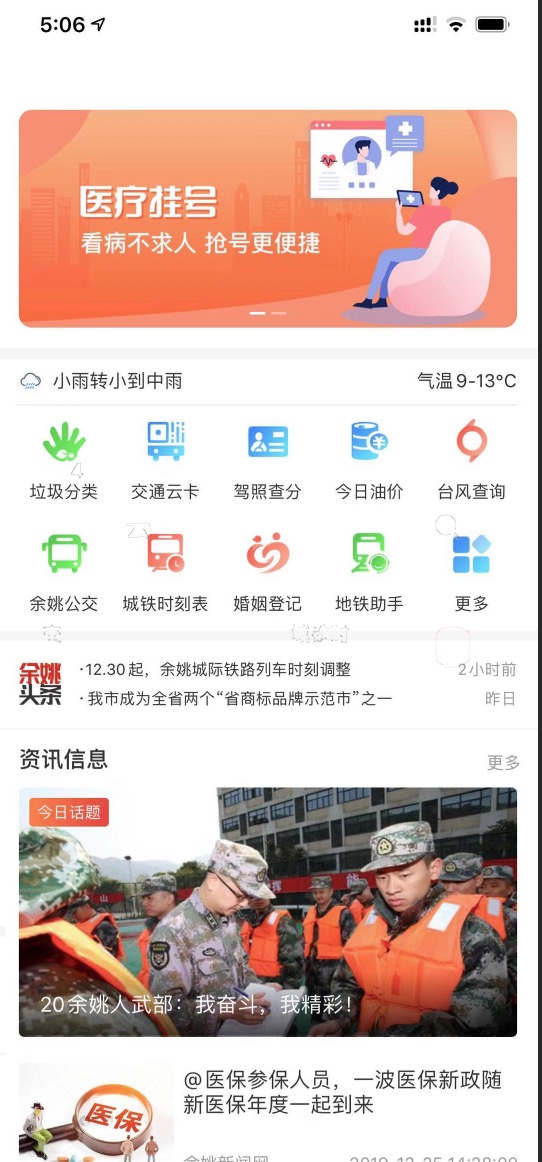 5:06
医疗挂号
看病不求人 抢号更便捷
小雨转小到中雨
气温9-13°C
垃圾分类
交通云卡
驾照查分
今日油价
台风查询
余姚公交
城铁时刻表
婚姻登记
地铁助手
更多
余姚
头条
·12.30起，余姚城际铁路列车时刻调整
2小时前
·我市成为全省两个“省商标品牌示范市”之一
昨日
资讯信息
更多
今日话题
山
挥
能
20余姚人武部：我奋斗，我精彩！
医保
@医保参保人员，一波医保新政随
新医保年度一起到来
余姚新闻网
2019-12-25 14:28:00